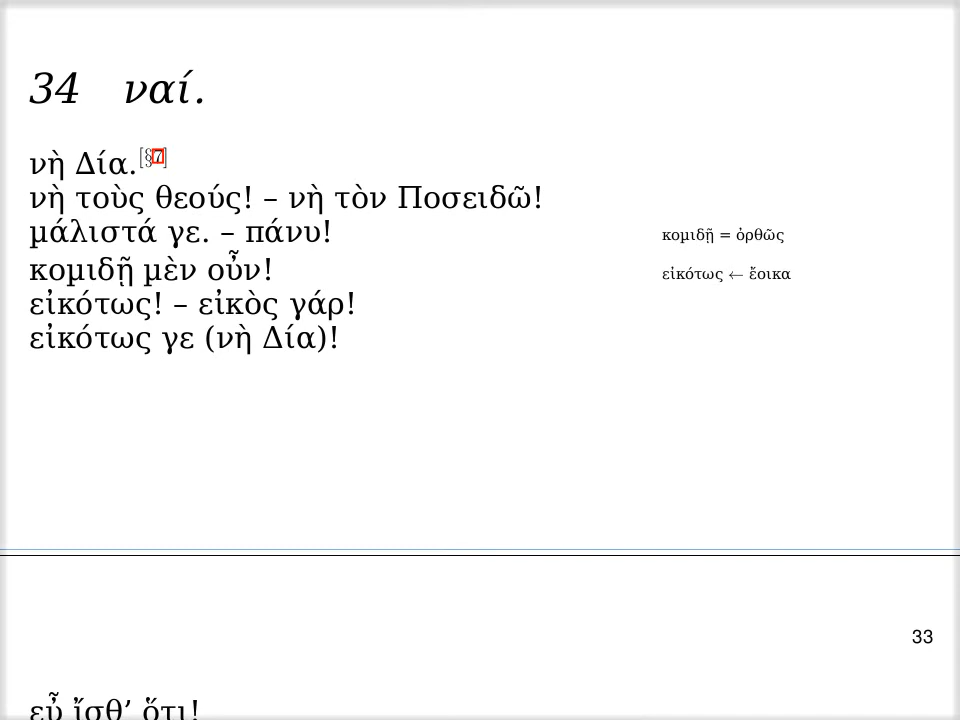 34 ναί.
νὴ Δία.[§7]
νὴ τοὺς θεούς! – νὴ τὸν Ποσειδῶ!
μάλιστά γε. – πάνυ!
κομιδῇ = ὀρθῶς
κομιδῇ μὲν οὖν!
εἰκότως ← ἔοικα
εἰκότως! – εἰκὸς γάρ!
εἰκότως γε (νὴ Δία)!
33
εὖ ἴσθ’ ὅτι!